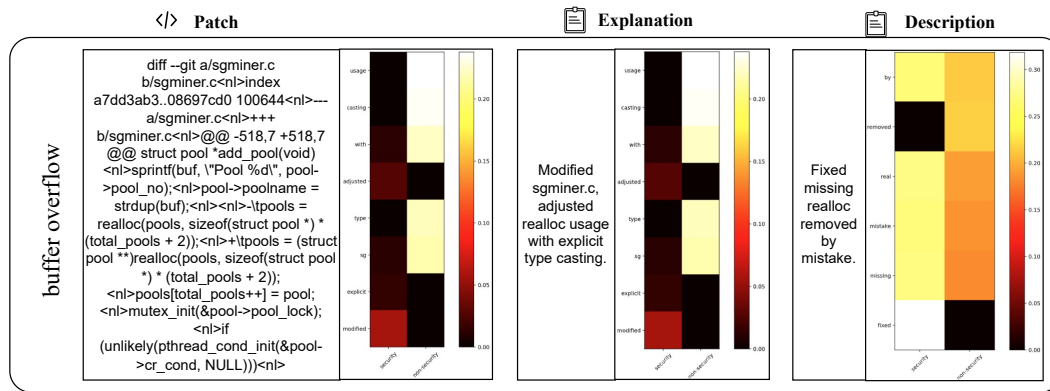 </> Patch
Explanation
Description
buffer overflow
diff --git a/sgminer.c
b/sgminer.c<nl>index
a7dd3ab3..08697cd0 100644<nl>---
a/sgminer.c<nl>+++
b/sgminer.c<nl>@@ -518,7 +518,7
@@ struct pool *add_pool(void)
<nl>sprintf(buf, \"Pool %d\", pool-
>pool_no);<nl>pool->poolname =
strdup(buf);<nl><nl>-\tpools =
realloc(pools, sizeof(struct pool *) *
(total_pools + 2));<nl>+\tpools = (struct
pool **)realloc(pools, sizeof(struct pool
*) * (total_pools + 2));
<nl>pools[total_pools++] = pool;
<nl>mutex_init(&pool->pool_lock);
<nl>if
(unlikely(pthread_cond_init(&pool-
>cr_cond, NULL)))<nl>
usage
casting
with
adjusted
type
sg
explicit
modified
security
non-security
0.20
0.15
0.10
0.05
0.00
Modified
sgminer.c,
adjusted
realloc usage
with explicit
type casting.
usage
casting
with
adjusted
type
sg
explicit
modified
security
non-security
0.20
0.15
0.10
0.05
0.00
Fixed
missing
realloc
removed
by
mistake.
by
removed
real
mistake
missing
fixed
security
non-security
0.30
0.25
0.20
0.15
0.10
0.05
0.00